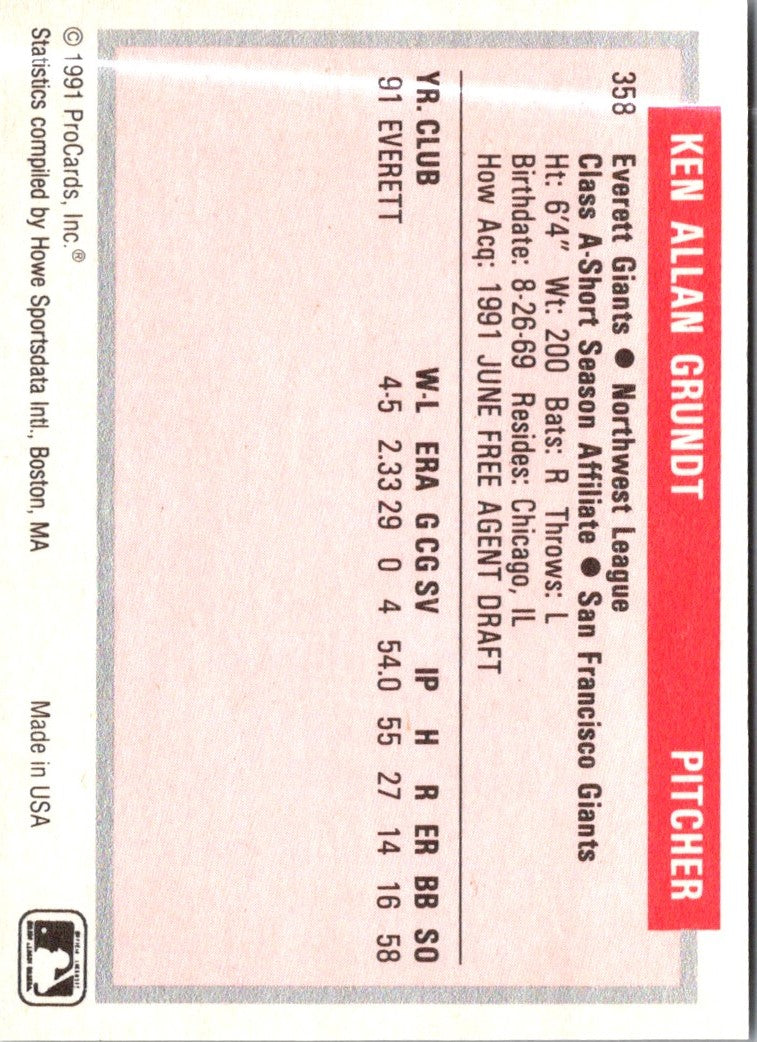 KEN ALLAN GRUNDT PITCHER
358 Everett Giants ● Northwest League
Class A-Short Season Affiliate ● San Francisco Giants
Ht: 6'4" Wt: 200 Bats: R Throws: L
Birthdate: 8-26-69 Resides: Chicago, IL
How Acq: 1991 JUNE FREE AGENT DRAFT
YR. CLUB W-L ERA G CG SV IP H R ER BB SO
91 EVERETT 4-5 2.33 29 0 4 54.0 55 27 14 16 58
© 1991 ProCards, Inc.® Made in USA
Statistics compiled by Howe Sportsdata Intl., Boston, MA